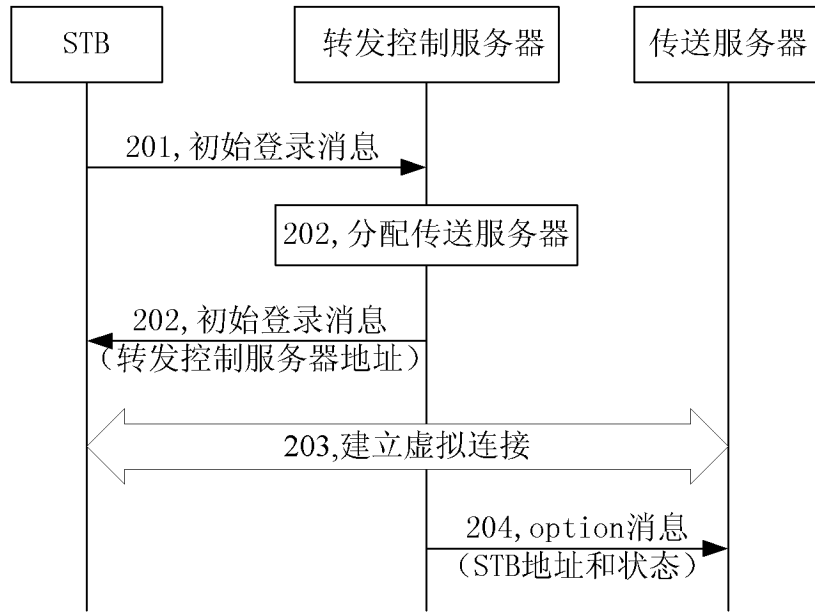 STB
转发控制服务器
传送服务器
201,初始登录消息
202,分配传送服务器
202,初始登录消息
（转发控制服务器地址）
203,建立虚拟连接
204,option消息
（STB地址和状态）